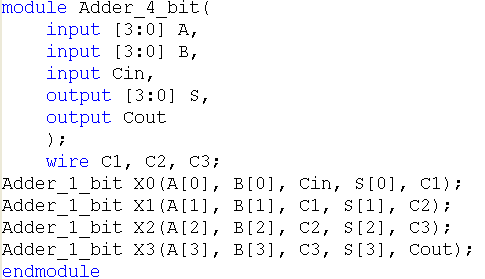 module Adder_4_bit(
    input [3:0] A,
    input [3:0] B,
    input Cin,
    output [3:0] S,
    output Cout
    );
    wire C1, C2, C3;
Adder_1_bit X0(A[0], B[0], Cin, S[0], C1);
Adder_1_bit X1(A[1], B[1], C1, S[1], C2);
Adder_1_bit X2(A[2], B[2], C2, S[2], C3);
Adder_1_bit X3(A[3], B[3], C3, S[3], Cout);
endmodule